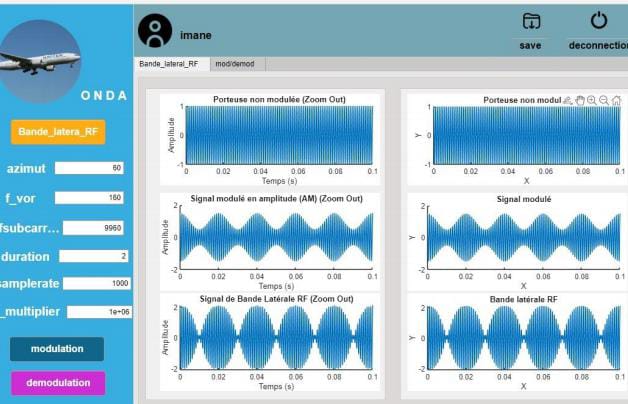 imane
save
deconnection
ONDA
Bande_lateral_RF
mod/demod
Bande_latera_RF
azimut 60
f_vor 160
fsubcarr... 9960
duration 2
samplerate 1000
_multiplier 1e+06
modulation
demodulation
Porteuse non modulée (Zoom Out)
Amplitude
1
0
-1
0 0.02 0.04 0.06 0.08 0.1
Temps (s)
Porteuse non modul
Y
1
0
-1
0 0.02 0.04 0.06 0.08 0.1
X
Signal modulé en amplitude (AM) (Zoom Out)
Amplitude
2
0
-2
0 0.02 0.04 0.06 0.08 0.1
Temps (s)
Signal modulé
Y
2
0
-2
0 0.02 0.04 0.06 0.08 0.1
X
Signal de Bande Latérale RF (Zoom Out)
Amplitude
2
0
-2
0 0.02 0.04 0.06 0.08 0.1
Temps (s)
Bande latérale RF
Y
2
0
-2
0 0.02 0.04 0.06 0.08 0.1
X